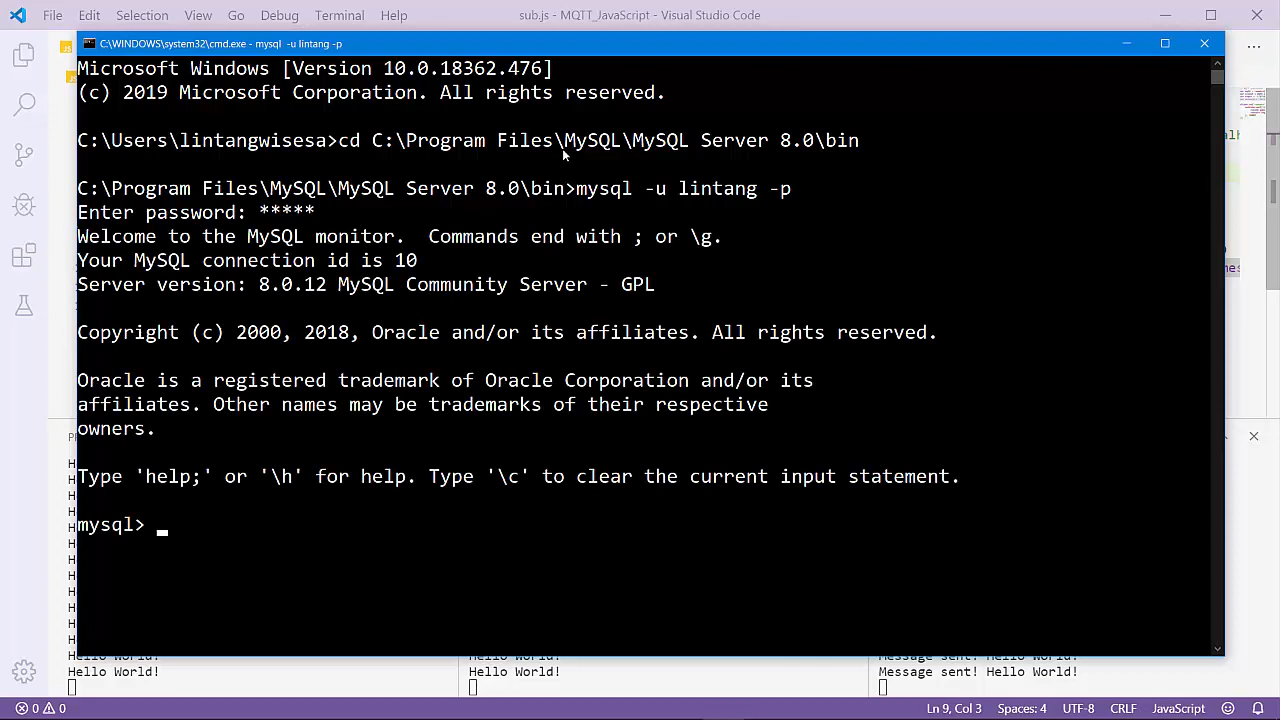 File Edit Selection View Go Debug Terminal Help sub.js - MQTT_JavaScript - Visual Studio Code
C:\WINDOWS\system32\cmd.exe - mysql -u lintang -p
Microsoft Windows [Version 10.0.18362.476]
(c) 2019 Microsoft Corporation. All rights reserved.
C:\Users\lintangwisesa>cd C:\Program Files\MySQL\MySQL Server 8.0\bin
C:\Program Files\MySQL\MySQL Server 8.0\bin>mysql -u lintang -p
Enter password: *****
Welcome to the MySQL monitor.  Commands end with ; or \g.
Your MySQL connection id is 10
Server version: 8.0.12 MySQL Community Server - GPL
Copyright (c) 2000, 2018, Oracle and/or its affiliates. All rights reserved.
Oracle is a registered trademark of Oracle Corporation and/or its
affiliates. Other names may be trademarks of their respective
owners.
Type 'help;' or '\h' for help. Type '\c' to clear the current input statement.
mysql>
Hello World! Hello World! Message sent! Hello World!
Hello World! Hello World! Message sent! Hello World!
0 0 Ln 9, Col 3 Spaces: 4 UTF-8 CRLF JavaScript